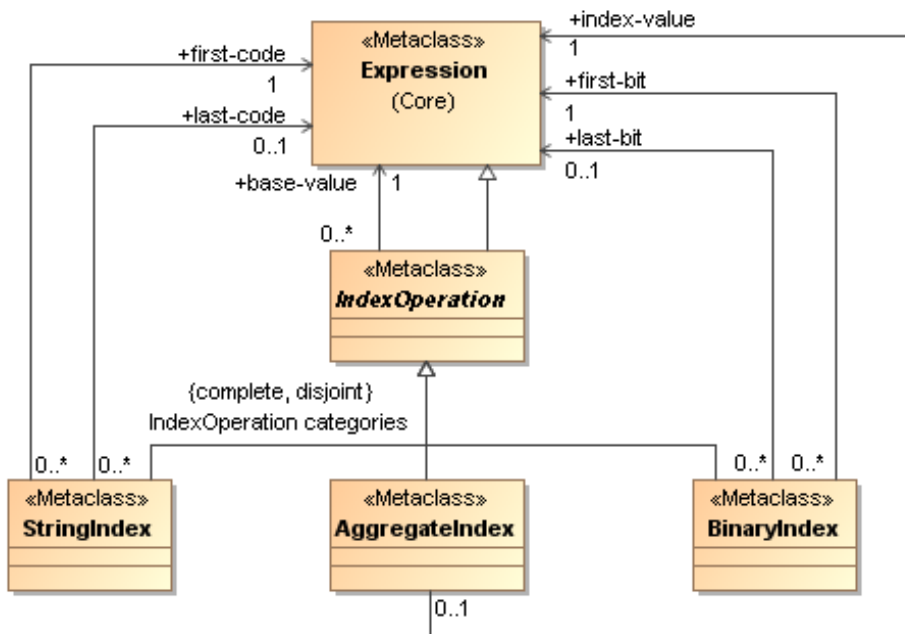 +index-value
«Metaclass»
Expression
(Core)
1
+first-code
1
+first-bit
1
+last-code
0..1
+last-bit
0..1
+base-value
1
0..*
«Metaclass»
IndexOperation
{complete, disjoint}
IndexOperation categories
0..*
0..*
0..*
0..*
«Metaclass»
StringIndex
«Metaclass»
AggregateIndex
«Metaclass»
BinaryIndex
0..1